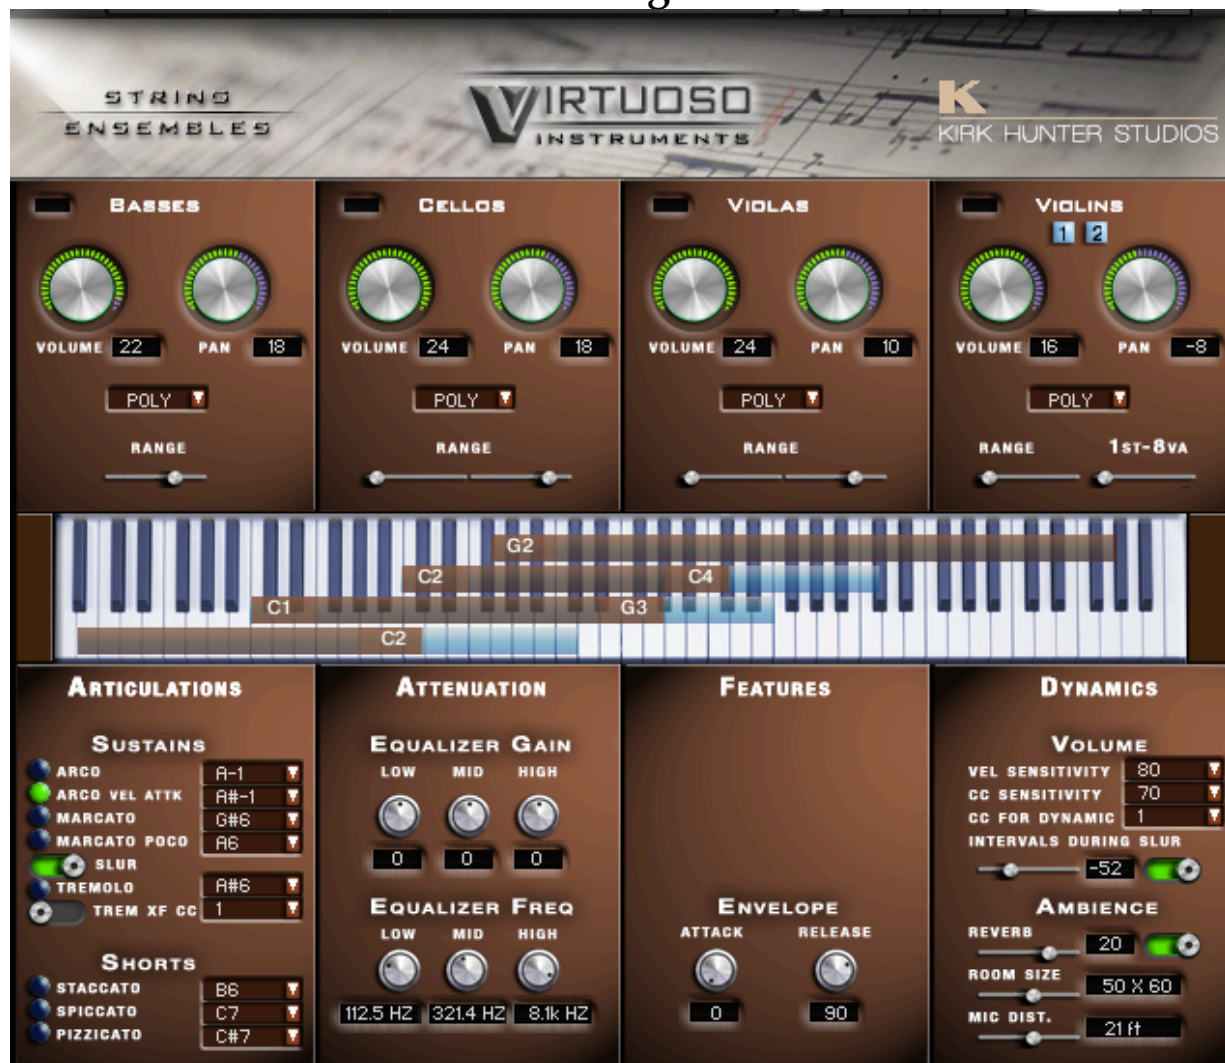 g
STRING
ENSEMBLES
VIRTUOSO
INSTRUMENTS
K
KIRK HUNTER STUDIOS
BASSES
CELLOS
VIOLAS
VIOLINS
1 2
VOLUME 22 PAN 18
VOLUME 24 PAN 18
VOLUME 24 PAN 10
VOLUME 16 PAN -8
POLY
POLY
POLY
POLY
RANGE
RANGE
RANGE
RANGE 1ST-8VA
G2
C2 C4
C1 G3
C2
ARTICULATIONS
SUSTAINS
ARCO A-1
ARCO VEL ATTK A#-1
MARCATO G#6
MARCATO POCO A6
SLUR
TREMOLO A#6
TREM XF CC 1
SHORTS
STACCATO B6
SPICCATO C7
PIZZICATO C#7
ATTENUATION
EQUALIZER GAIN
LOW MID HIGH
0 0 0
EQUALIZER FREQ
LOW MID HIGH
112.5 HZ 321.4 HZ 8.1k HZ
FEATURES
ENVELOPE
ATTACK RELEASE
0 90
DYNAMICS
VOLUME
VEL SENSITIVITY 80
CC SENSITIVITY 70
CC FOR DYNAMIC 1
INTERVALS DURING SLUR
-52
AMBIENCE
REVERB 20
ROOM SIZE 50 X 60
MIC DIST. 21 ft